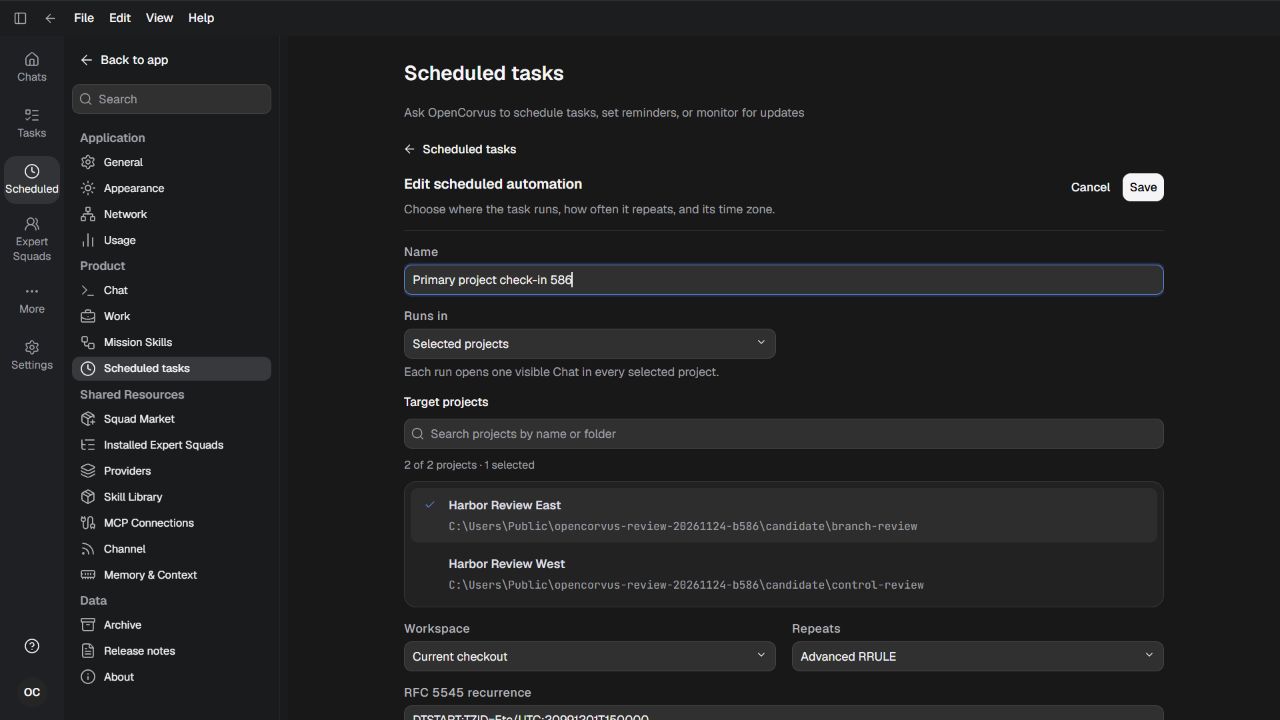 File Edit View Help
Chats
Tasks
Scheduled
Expert
Squads
More
Settings
OC
Back to app
Search
Application
General
Appearance
Network
Usage
Product
Chat
Work
Mission Skills
Scheduled tasks
Shared Resources
Squad Market
Installed Expert Squads
Providers
Skill Library
MCP Connections
Channel
Memory & Context
Data
Archive
Release notes
About
Scheduled tasks
Ask OpenCorvus to schedule tasks, set reminders, or monitor for updates
Scheduled tasks
Edit scheduled automation
Cancel Save
Choose where the task runs, how often it repeats, and its time zone.
Name
Primary project check-in 586
Runs in
Selected projects
Each run opens one visible Chat in every selected project.
Target projects
Search projects by name or folder
2 of 2 projects · 1 selected
Harbor Review East
C:\Users\Public\opencorvus-review-20261124-b586\candidate\branch-review
Harbor Review West
C:\Users\Public\opencorvus-review-20261124-b586\candidate\control-review
Workspace Repeats
Current checkout Advanced RRULE
RFC 5545 recurrence
DTSTART;TZID=Etc/UTC:20991201T150000